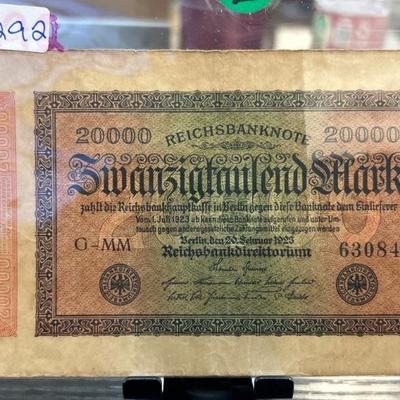 292
20000 REICHSBANKNOTE 20000
Zwanzigtausend Mark
zahlt die Reichsbankhauptkasse in Berlin gegen diese Banknote dem Einlieferer
Vom 1. Juli 1923 ab kann diese Banknote aufgerufen und unter Um-
tausch gegen andere gesetzliche Zahlungsmittel eingezogen werden
Berlin, den 20. Februar 1923
Reichsbankdirektorium
G-MM 63084